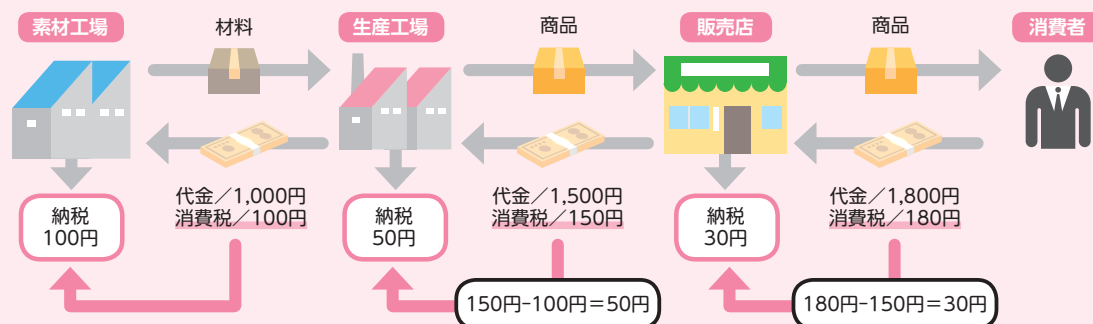 素材工場
材料
生産工場
商品
販売店
商品
消費者
代金／1,000円
消費税／100円
代金／1,500円
消費税／150円
代金／1,800円
消費税／180円
納税
100円
納税
50円
納税
30円
150円-100円＝50円
180円-150円＝30円